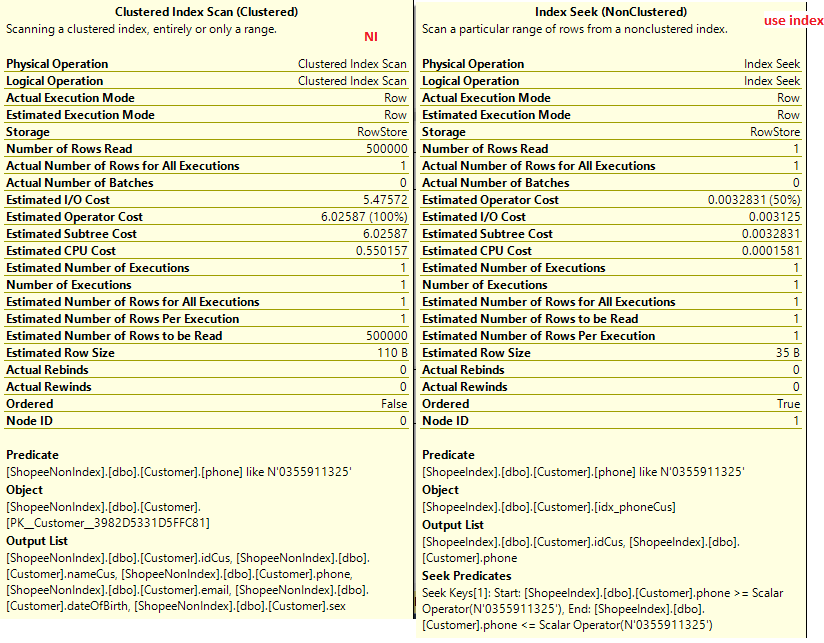 Clustered Index Scan (Clustered)
Scanning a clustered index, entirely or only a range.
NI
Physical Operation Clustered Index Scan
Logical Operation Clustered Index Scan
Actual Execution Mode Row
Estimated Execution Mode Row
Storage RowStore
Number of Rows Read 500000
Actual Number of Rows for All Executions 1
Actual Number of Batches 0
Estimated I/O Cost 5.47572
Estimated Operator Cost 6.02587 (100%)
Estimated Subtree Cost 6.02587
Estimated CPU Cost 0.550157
Estimated Number of Executions 1
Number of Executions 1
Estimated Number of Rows for All Executions 1
Estimated Number of Rows Per Execution 1
Estimated Number of Rows to be Read 500000
Estimated Row Size 110 B
Actual Rebinds 0
Actual Rewinds 0
Ordered False
Node ID 0
Predicate
[ShopeeNonIndex].[dbo].[Customer].[phone] like N'0355911325'
Object
[ShopeeNonIndex].[dbo].[Customer].
[PK__Customer__3982D5331D5FFC81]
Output List
[ShopeeNonIndex].[dbo].[Customer].idCus, [ShopeeNonIndex].[dbo].
[Customer].nameCus, [ShopeeNonIndex].[dbo].[Customer].phone,
[ShopeeNonIndex].[dbo].[Customer].email, [ShopeeNonIndex].[dbo].
[Customer].dateOfBirth, [ShopeeNonIndex].[dbo].[Customer].sex
Index Seek (NonClustered)
use index
Scan a particular range of rows from a nonclustered index.
Physical Operation Index Seek
Logical Operation Index Seek
Actual Execution Mode Row
Estimated Execution Mode Row
Storage RowStore
Number of Rows Read 1
Actual Number of Rows for All Executions 1
Actual Number of Batches 0
Estimated Operator Cost 0.0032831 (50%)
Estimated I/O Cost 0.003125
Estimated Subtree Cost 0.0032831
Estimated CPU Cost 0.0001581
Estimated Number of Executions 1
Number of Executions 1
Estimated Number of Rows for All Executions 1
Estimated Number of Rows to be Read 1
Estimated Number of Rows Per Execution 1
Estimated Row Size 35 B
Actual Rebinds 0
Actual Rewinds 0
Ordered True
Node ID 1
Predicate
[ShopeeIndex].[dbo].[Customer].[phone] like N'0355911325'
Object
[ShopeeIndex].[dbo].[Customer].[idx_phoneCus]
Output List
[ShopeeIndex].[dbo].[Customer].idCus, [ShopeeIndex].[dbo].
[Customer].phone
Seek Predicates
Seek Keys[1]: Start: [ShopeeIndex].[dbo].[Customer].phone >= Scalar
Operator(N'0355911325'), End: [ShopeeIndex].[dbo].
[Customer].phone <= Scalar Operator(N'0355911325')